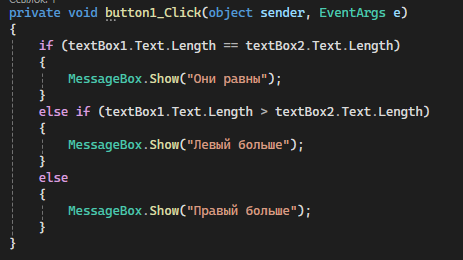 private void button1_Click(object sender, EventArgs e)
{
    if (textBox1.Text.Length == textBox2.Text.Length)
    {
        MessageBox.Show("Они равны");
    }
    else if (textBox1.Text.Length > textBox2.Text.Length)
    {
        MessageBox.Show("Левый больше");
    }
    else
    {
        MessageBox.Show("Правый больше");
    }
}